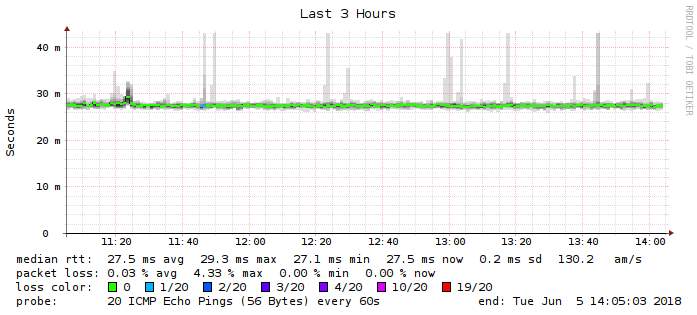 Last 3 Hours
RRDTOOL / TOBI OETIKER
Seconds
40 m
30 m
20 m
10 m
0
11:20 11:40 12:00 12:20 12:40 13:00 13:20 13:40 14:00
median rtt: 27.5 ms avg 29.3 ms max 27.1 ms min 27.5 ms now 0.2 ms sd 130.2 am/s
packet loss: 0.03 % avg 4.33 % max 0.00 % min 0.00 % now
loss color: 0 1/20 2/20 3/20 4/20 10/20 19/20
probe: 20 ICMP Echo Pings (56 Bytes) every 60s end: Tue Jun 5 14:05:03 2018